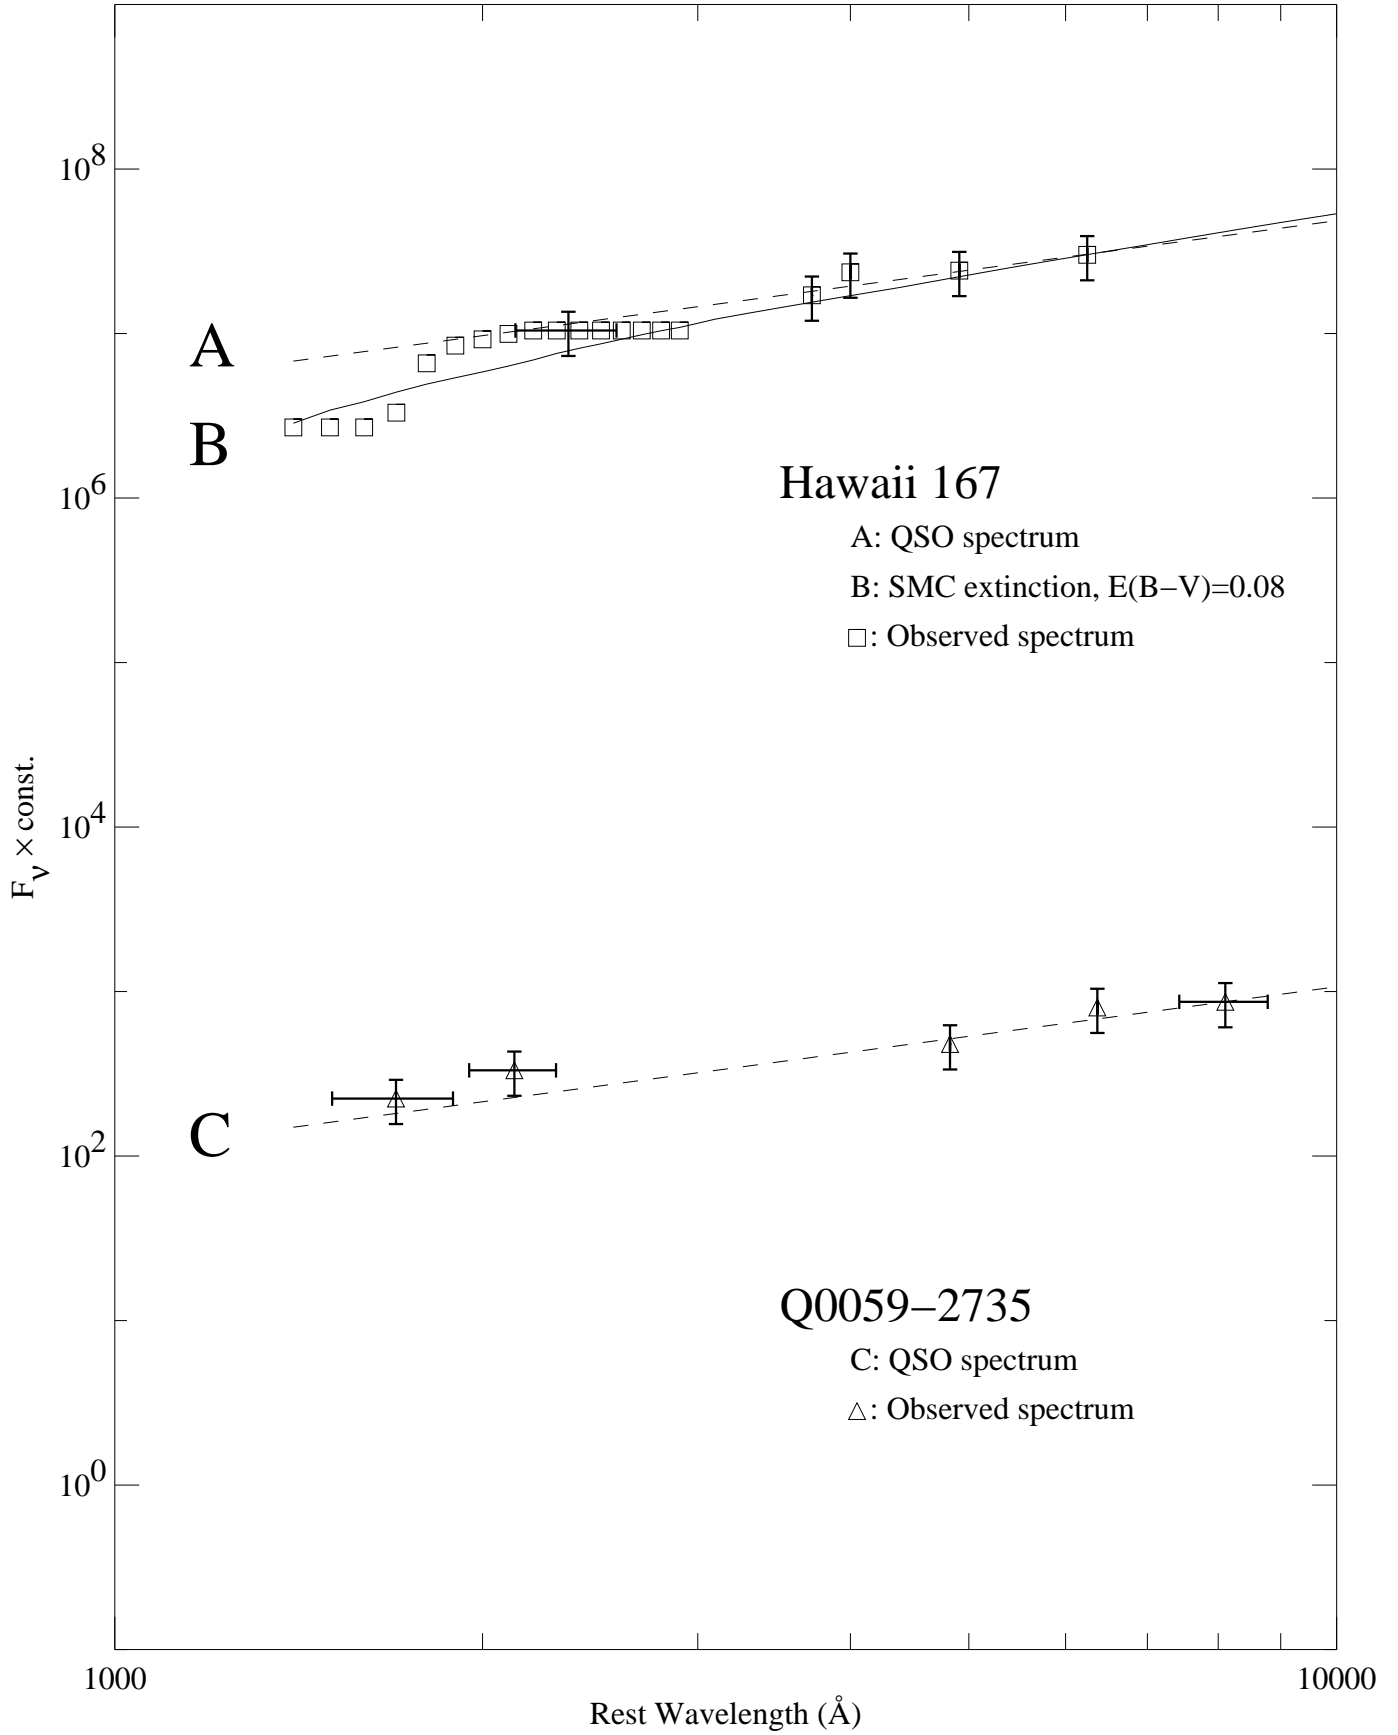 10^8
A
B
Hawaii 167
A: QSO spectrum
B: SMC extinction, E(B−V)=0.08
□: Observed spectrum
10^6
F_ν × const.
10^4
C
10^2
Q0059−2735
C: QSO spectrum
△: Observed spectrum
10^0
1000
10000
Rest Wavelength (Å)